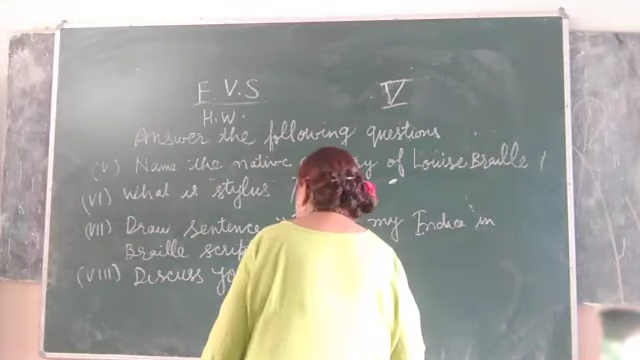 E.V.S V
H.W.
Answer the following questions
(V) Name the native of Louise Braille
(VI) What is stylus
(VII) Draw sentence my India in
Braille
(VIII) Discuss